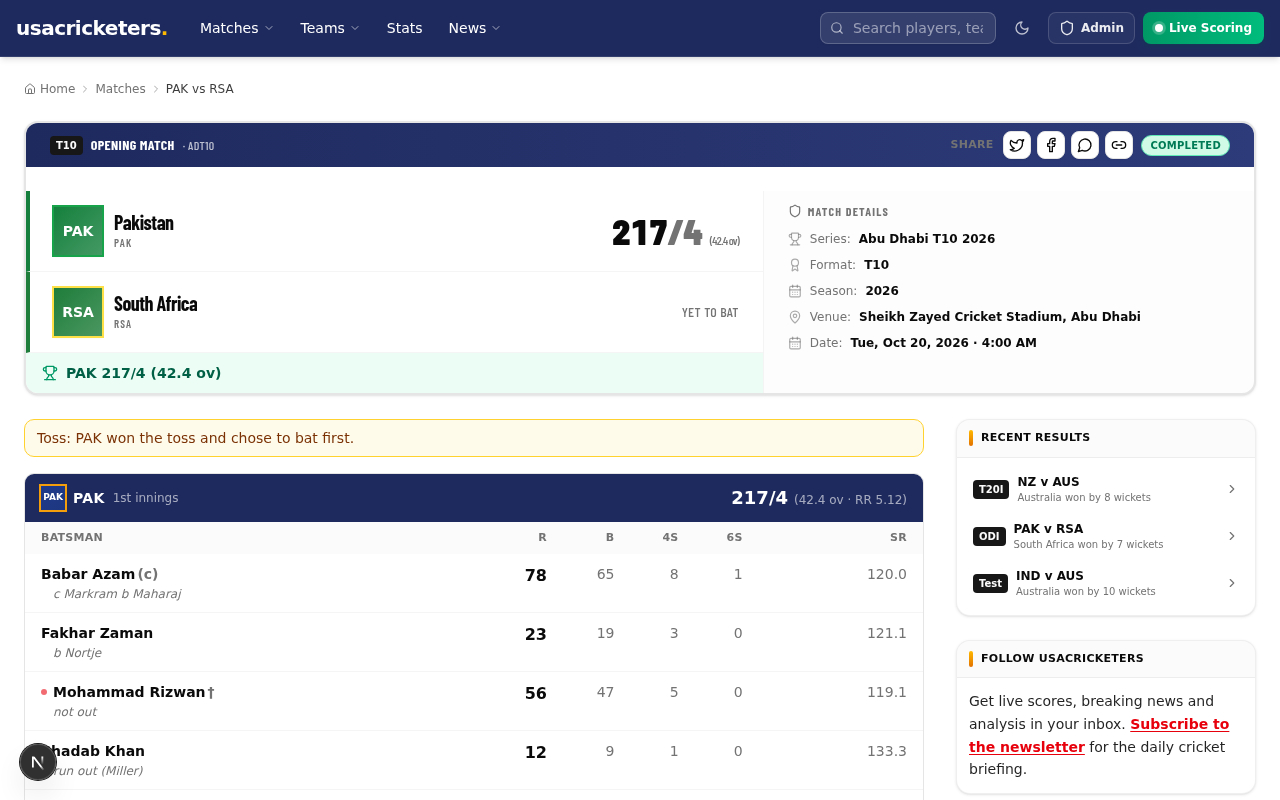 usacricketers.
Matches
Teams
Stats
News
Search players, tea
Admin
Live Scoring
Home
Matches
PAK vs RSA
T10 OPENING MATCH · ADT10
SHARE
COMPLETED
PAK
Pakistan
PAK
217/4 (42.4 ov)
RSA
South Africa
RSA
YET TO BAT
PAK 217/4 (42.4 ov)
MATCH DETAILS
Series: Abu Dhabi T10 2026
Format: T10
Season: 2026
Venue: Sheikh Zayed Cricket Stadium, Abu Dhabi
Date: Tue, Oct 20, 2026 · 4:00 AM
Toss: PAK won the toss and chose to bat first.
PAK PAK 1st innings 217/4 (42.4 ov · RR 5.12)
BATSMAN R B 4S 6S SR
Babar Azam (c) 78 65 8 1 120.0
c Markram b Maharaj
Fakhar Zaman 23 19 3 0 121.1
b Nortje
Mohammad Rizwan † 56 47 5 0 119.1
not out
hadab Khan 12 9 1 0 133.3
run out (Miller)
N
RECENT RESULTS
T20I
NZ v AUS
Australia won by 8 wickets
ODI
PAK v RSA
South Africa won by 7 wickets
Test
IND v AUS
Australia won by 10 wickets
FOLLOW USACRICKETERS
Get live scores, breaking news and
analysis in your inbox. Subscribe to
the newsletter for the daily cricket
briefing.